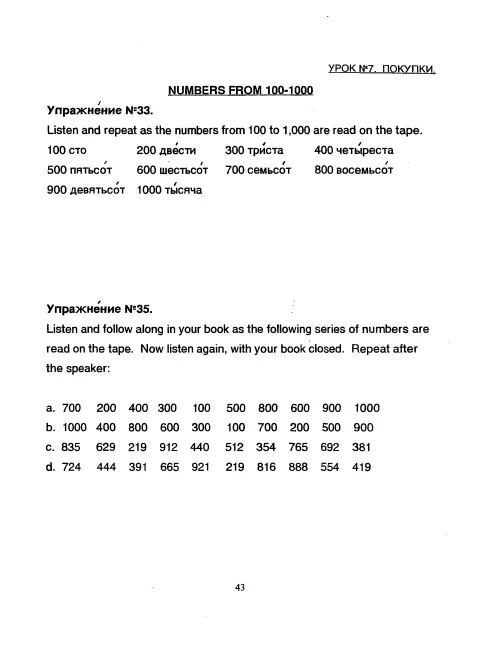 УРОК №7. ПОКУПКИ.
NUMBERS FROM 100-1000
Упражне́ние №33.
Listen and repeat as the numbers from 100 to 1,000 are read on the tape.
100 сто 200 две́сти 300 три́ста 400 четы́реста
500 пятьсо́т 600 шестьсо́т 700 семьсо́т 800 восемьсо́т
900 девятьсо́т 1000 ты́сяча
Упражне́ние №35.
Listen and follow along in your book as the following series of numbers are
read on the tape. Now listen again, with your book closed. Repeat after
the speaker:
a. 700 200 400 300 100 500 800 600 900 1000
b. 1000 400 800 600 300 100 700 200 500 900
c. 835 629 219 912 440 512 354 765 692 381
d. 724 444 391 665 921 219 816 888 554 419
43